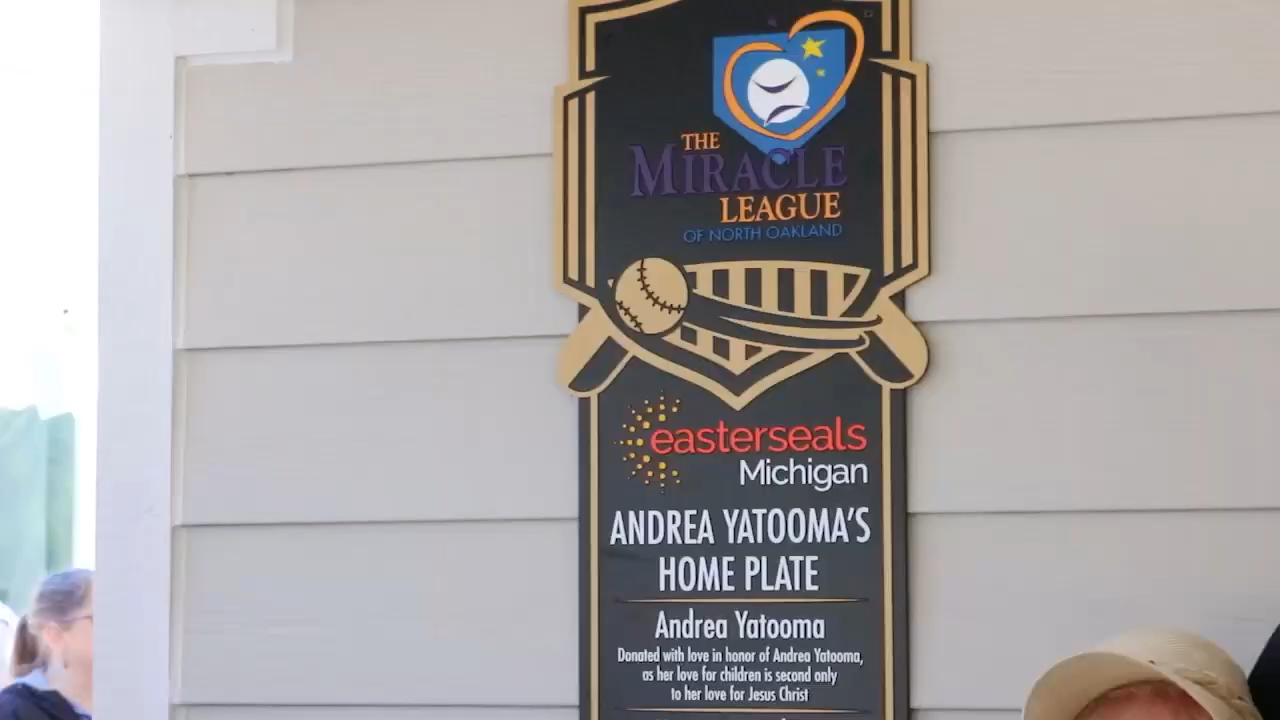 THE
MIRACLE
LEAGUE
OF NORTH OAKLAND
easterseals
Michigan
ANDREA YATOOMA'S
HOME PLATE
Andrea Yatooma
Donated with love in honor of Andrea Yatooma,
as her love for children is second only
to her love for Jesus Christ